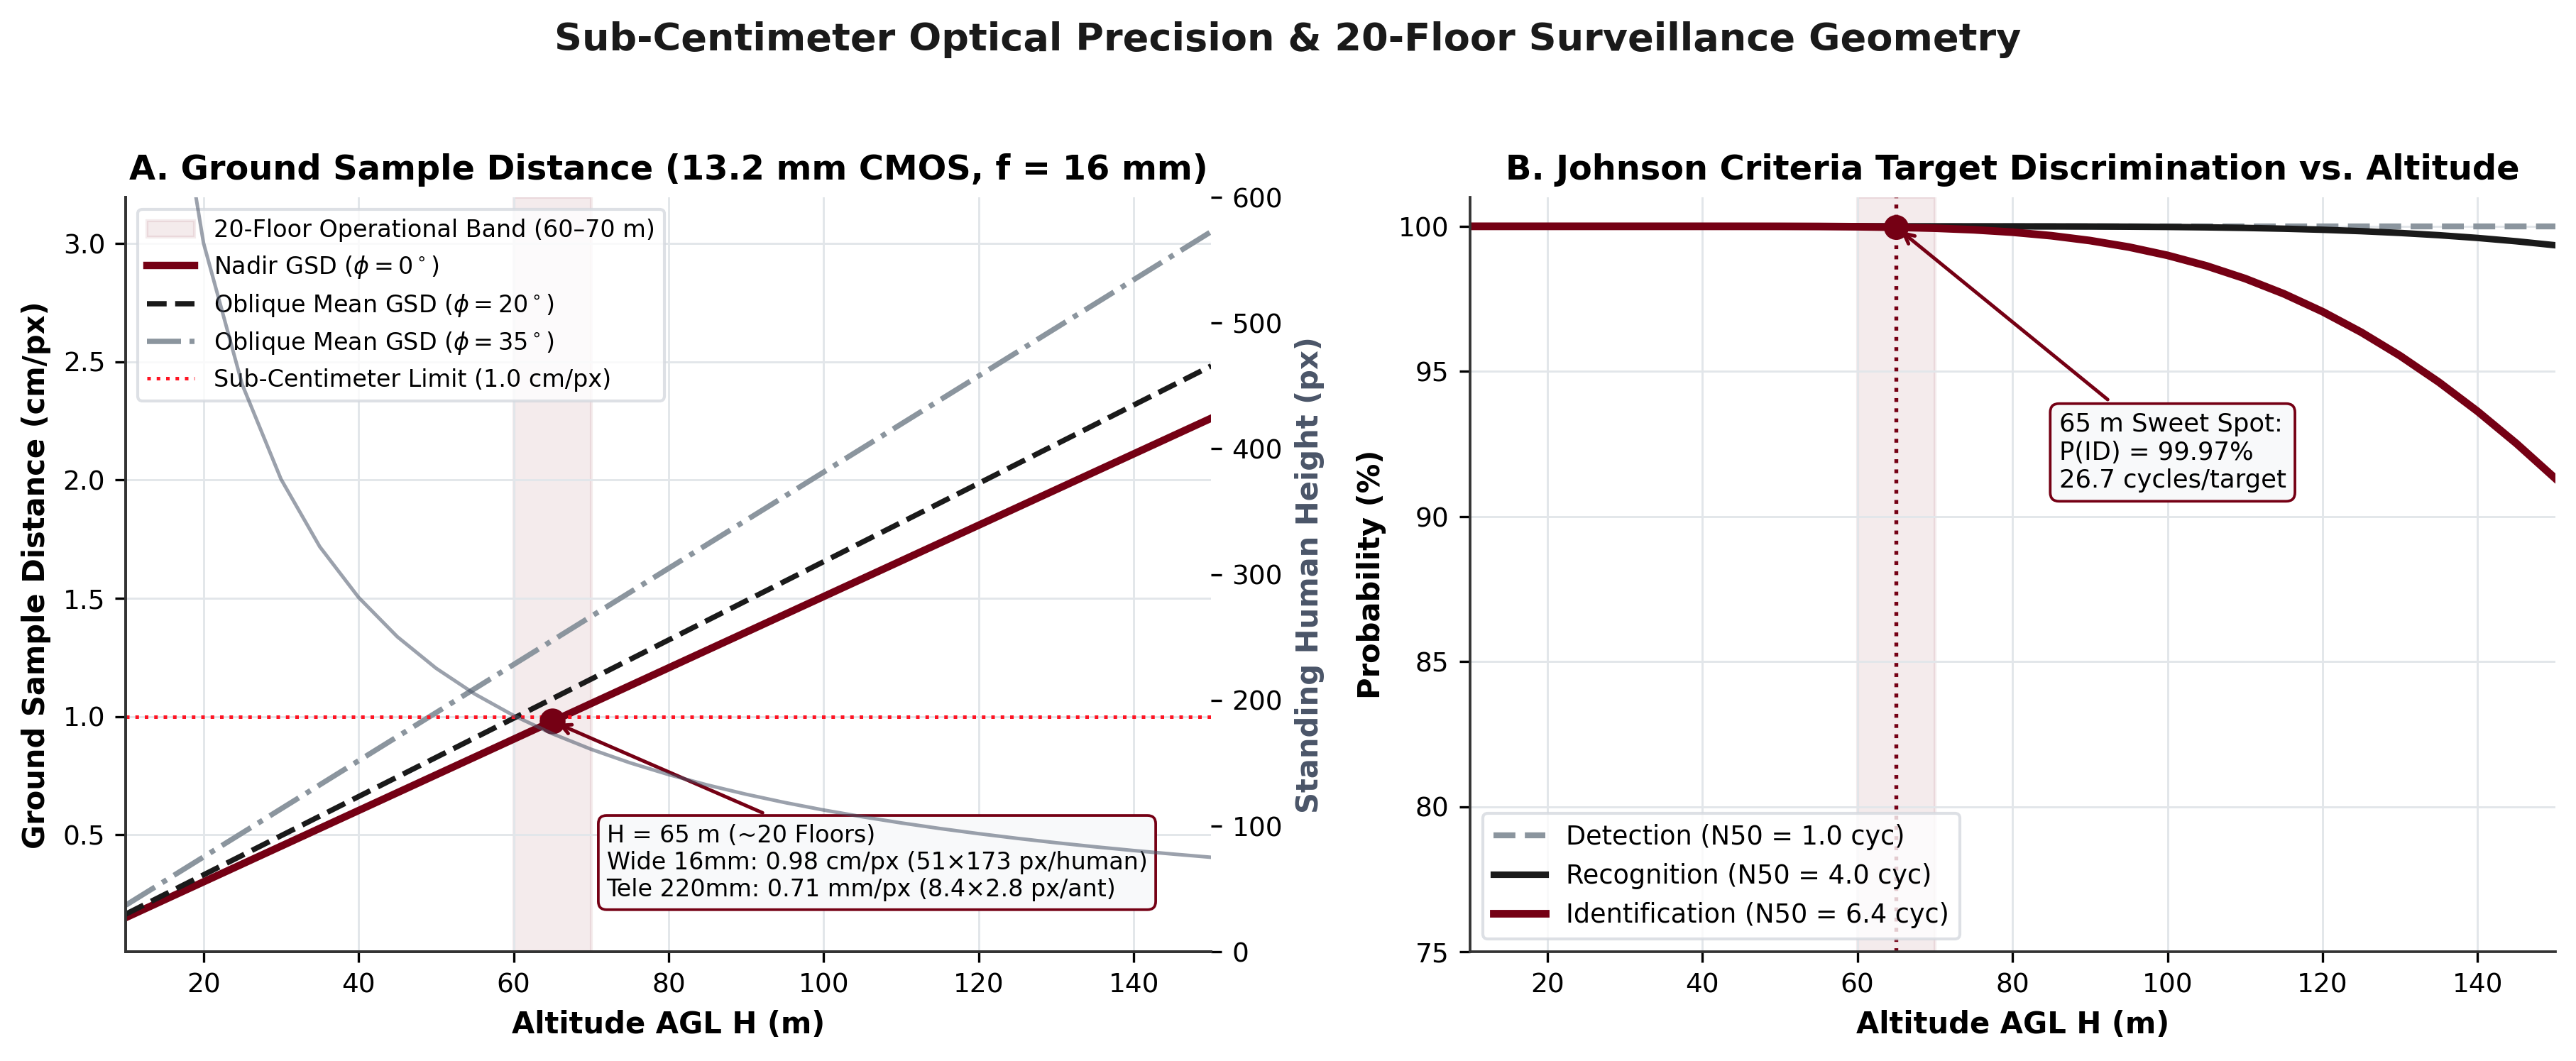 Sub-Centimeter Optical Precision & 20-Floor Surveillance Geometry
A. Ground Sample Distance (13.2 mm CMOS, f = 16 mm)
Ground Sample Distance (cm/px)
3.0
2.5
2.0
1.5
1.0
0.5
20-Floor Operational Band (60–70 m)
Nadir GSD (ϕ = 0°)
Oblique Mean GSD (ϕ = 20°)
Oblique Mean GSD (ϕ = 35°)
Sub-Centimeter Limit (1.0 cm/px)
H = 65 m (~20 Floors)
Wide 16mm: 0.98 cm/px (51×173 px/human)
Tele 220mm: 0.71 mm/px (8.4×2.8 px/ant)
600
500
400
300
200
100
0
Standing Human Height (px)
20 40 60 80 100 120 140
Altitude AGL H (m)
B. Johnson Criteria Target Discrimination vs. Altitude
Probability (%)
100
95
90
85
80
75
65 m Sweet Spot:
P(ID) = 99.97%
26.7 cycles/target
Detection (N50 = 1.0 cyc)
Recognition (N50 = 4.0 cyc)
Identification (N50 = 6.4 cyc)
20 40 60 80 100 120 140
Altitude AGL H (m)